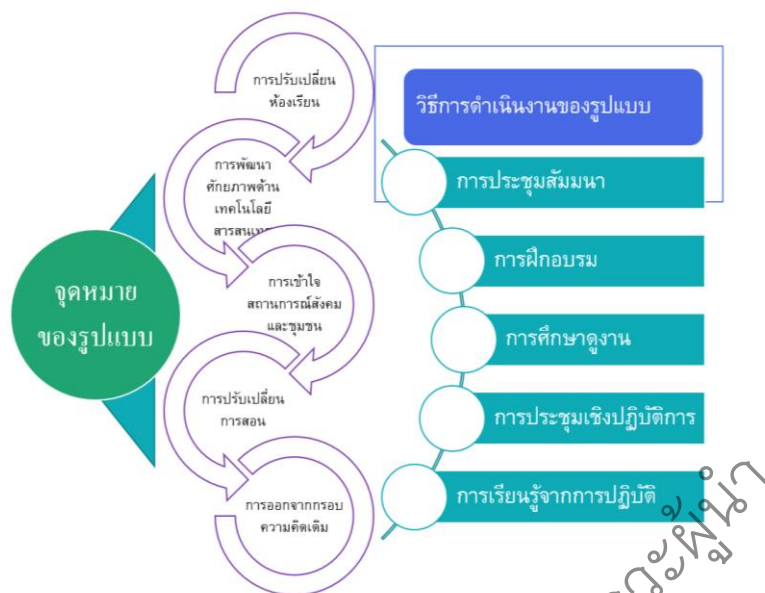 จุดหมาย
ของรูปแบบ
การปรับเปลี่ยน
ห้องเรียน
การพัฒนา
ศักยภาพด้าน
เทคโนโลยี
การเข้าใจ
สถานการณ์สังคม
และชุมชน
การปรับเปลี่ยน
การสอน
การออกจากกรอบ
ความคิดเดิม
วิธีการดำเนินงานของรูปแบบ
การประชุมสัมมนา
การฝึกอบรม
การศึกษาดูงาน
การประชุมเชิงปฏิบัติการ
การเรียนรู้จากการปฏิบัติ